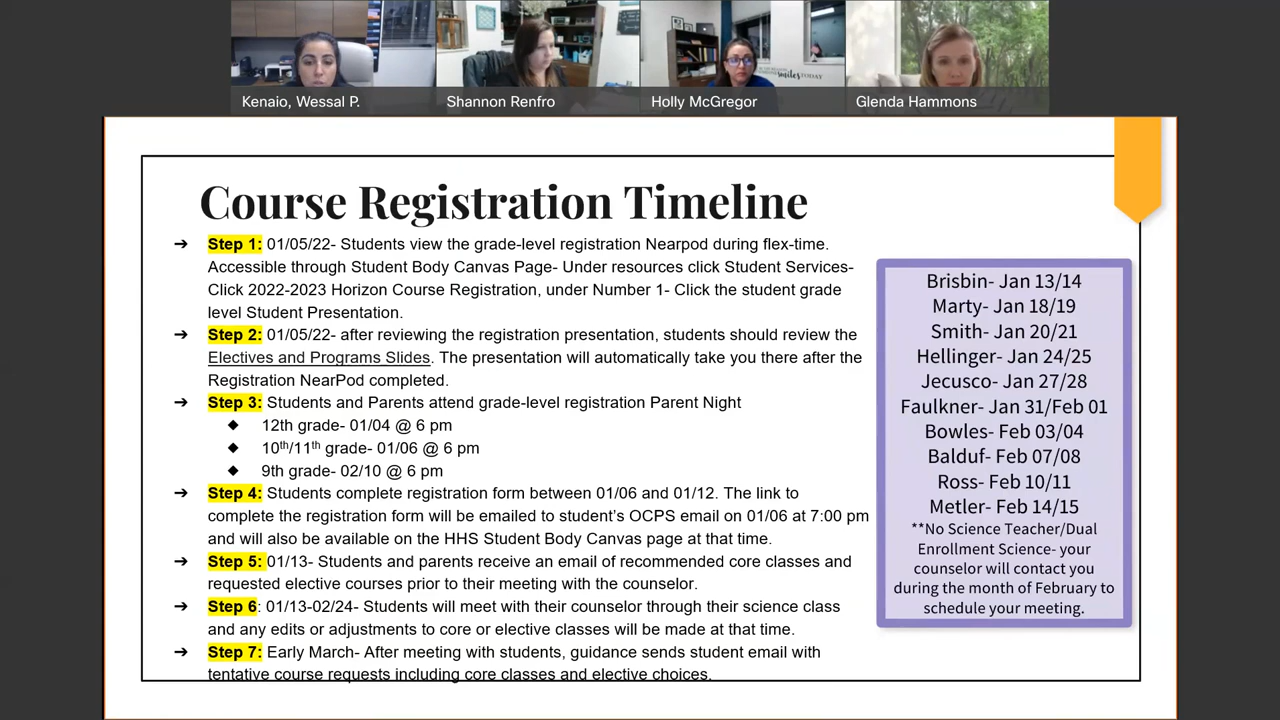 Kenaio, Wessal P.
Shannon Renfro
Holly McGregor
Glenda Hammons
smiles TODAY
Course Registration Timeline
➔ Step 1: 01/05/22- Students view the grade-level registration Nearpod during flex-time.
Accessible through Student Body Canvas Page- Under resources click Student Services-
Click 2022-2023 Horizon Course Registration, under Number 1- Click the student grade
level Student Presentation.
➔ Step 2: 01/05/22- after reviewing the registration presentation, students should review the
Electives and Programs Slides. The presentation will automatically take you there after the
Registration NearPod completed.
➔ Step 3: Students and Parents attend grade-level registration Parent Night
◆ 12th grade- 01/04 @ 6 pm
◆ 10th/11th grade- 01/06 @ 6 pm
◆ 9th grade- 02/10 @ 6 pm
➔ Step 4: Students complete registration form between 01/06 and 01/12. The link to
complete the registration form will be emailed to student’s OCPS email on 01/06 at 7:00 pm
and will also be available on the HHS Student Body Canvas page at that time.
➔ Step 5: 01/13- Students and parents receive an email of recommended core classes and
requested elective courses prior to their meeting with the counselor.
➔ Step 6: 01/13-02/24- Students will meet with their counselor through their science class
and any edits or adjustments to core or elective classes will be made at that time.
➔ Step 7: Early March- After meeting with students, guidance sends student email with
tentative course requests including core classes and elective choices.
Brisbin- Jan 13/14
Marty- Jan 18/19
Smith- Jan 20/21
Hellinger- Jan 24/25
Jecusco- Jan 27/28
Faulkner- Jan 31/Feb 01
Bowles- Feb 03/04
Balduf- Feb 07/08
Ross- Feb 10/11
Metler- Feb 14/15
**No Science Teacher/Dual
Enrollment Science- your
counselor will contact you
during the month of February to
schedule your meeting.